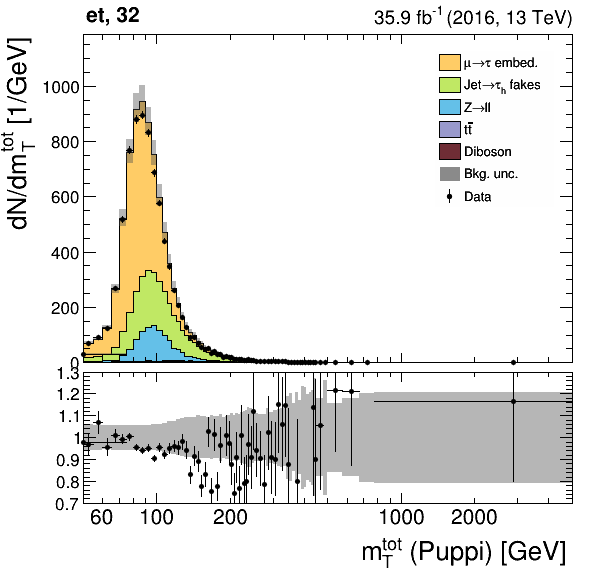 et, 32
35.9 fb⁻¹ (2016, 13 TeV)
dN/dm_T^tot [1/GeV]
1000
800
600
400
200
0
μ→τ embed.
Jet→τ_h fakes
Z→ll
tt̄
Diboson
Bkg. unc.
Data
1.3
1.2
1.1
1
0.9
0.8
0.7
60 100 200 1000 2000
m_T^tot (Puppi) [GeV]